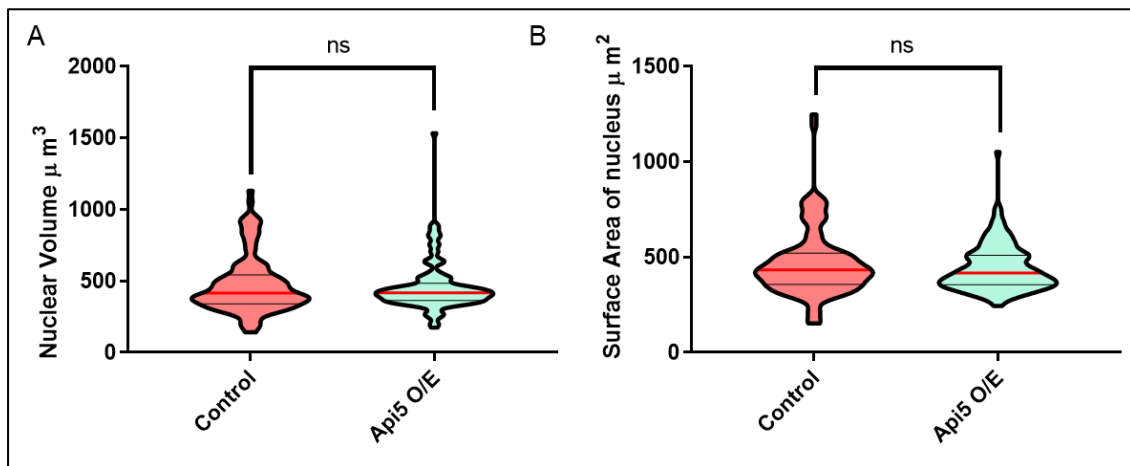 A
ns
2000
1500
1000
500
0
Nuclear Volume μ m³
Control
Api5 O/E
B
ns
1500
1000
500
0
Surface Area of nucleus μ m²
Control
Api5 O/E